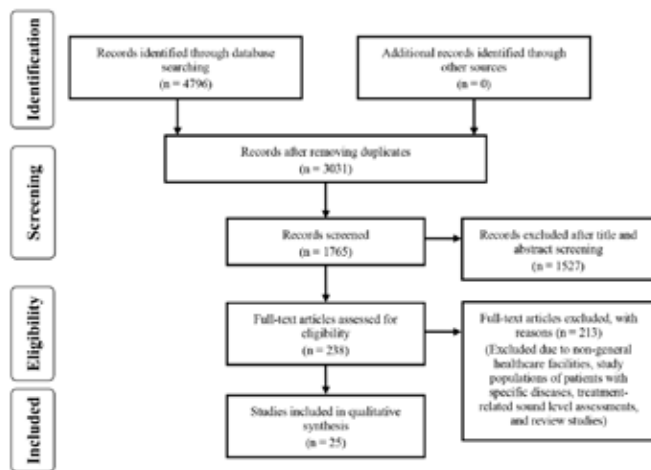 Identification
Records identified through database
searching
(n = 4796)
Additional records identified through
other sources
(n = 0)
Records after removing duplicates
(n = 3031)
Screening
Records screened
(n = 1765)
Records excluded after title and
abstract screening
(n = 1527)
Eligibility
Full-text articles assessed for
eligibility
(n = 238)
Full-text articles excluded, with
reasons (n = 213)
(Excluded due to non-general
healthcare facilities, study
populations of patients with
specific diseases, treatment-
related sound level assessments,
and review studies)
Included
Studies included in qualitative
synthesis
(n = 25)